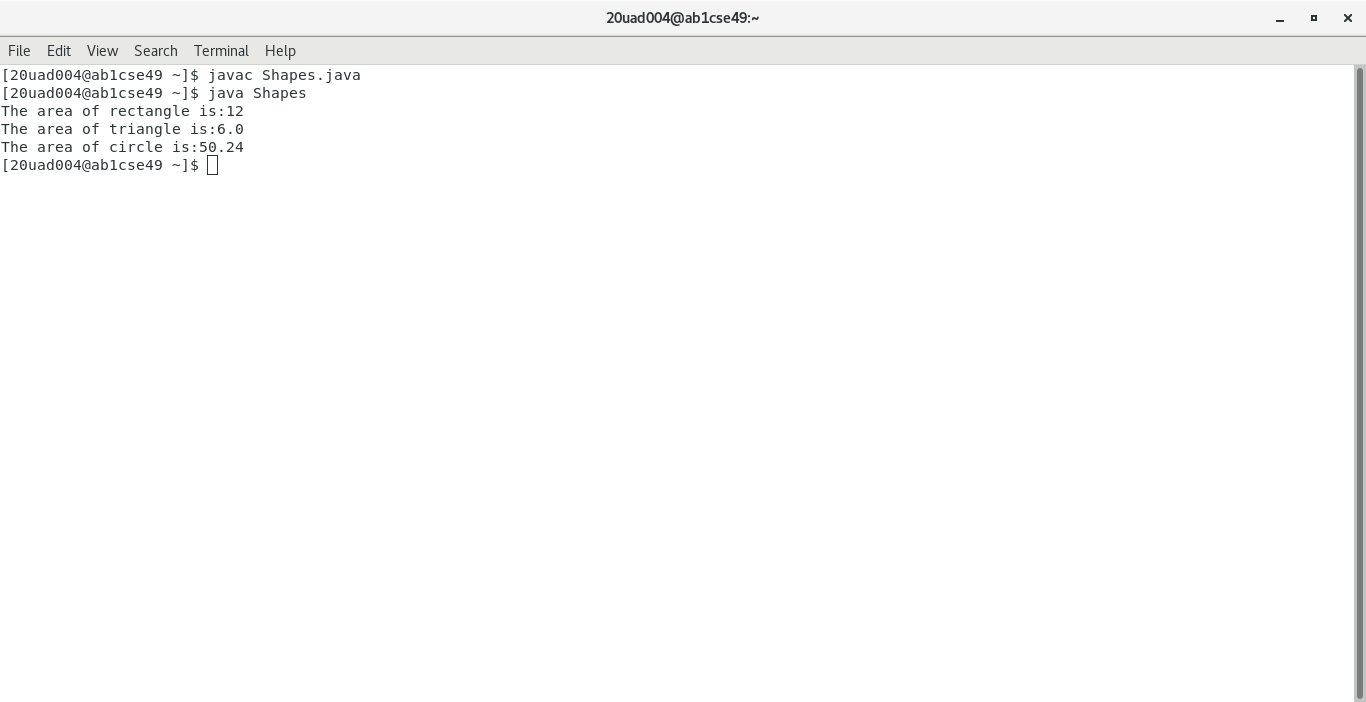 20uad004@ab1cse49:~
File Edit View Search Terminal Help
[20uad004@ab1cse49 ~]$ javac Shapes.java
[20uad004@ab1cse49 ~]$ java Shapes
The area of rectangle is:12
The area of triangle is:6.0
The area of circle is:50.24
[20uad004@ab1cse49 ~]$